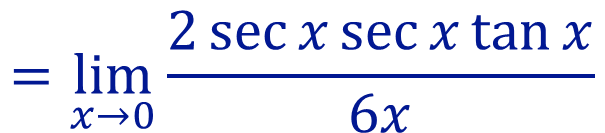 = lim x→0 2 sec x sec x tan x / 6x